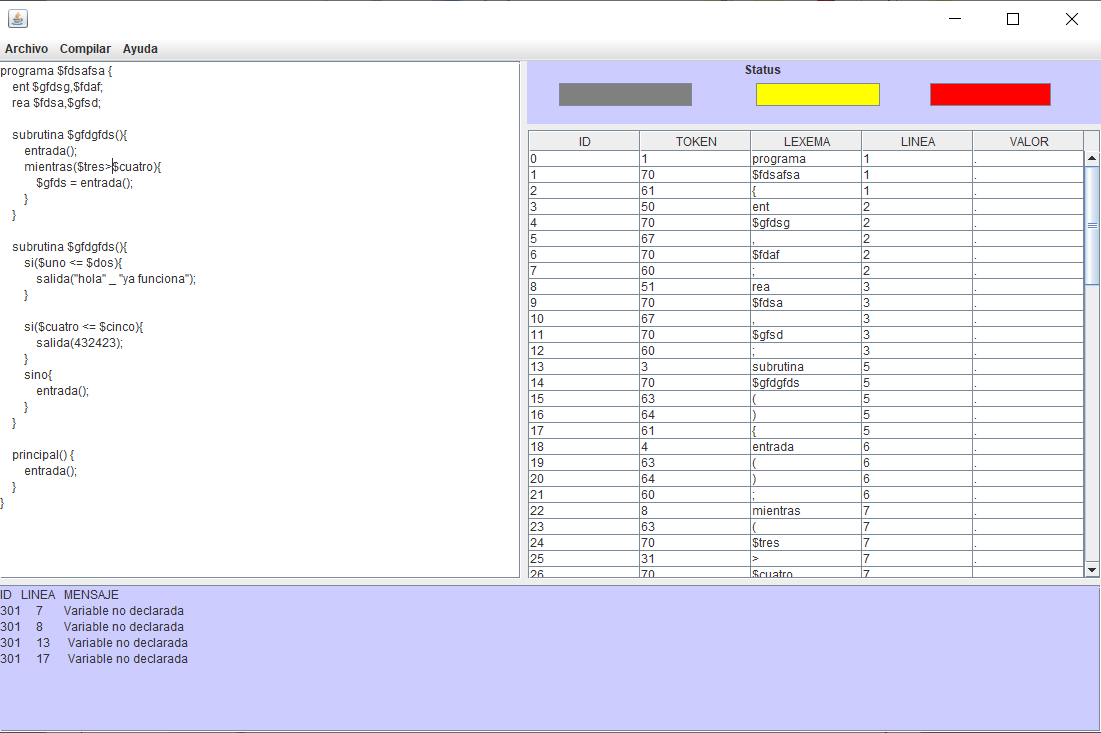 Archivo Compilar Ayuda
programa $fdsafsa {
ent $gfdsg,$fdaf;
rea $fdsa,$gfsd;
subrutina $gfdgfds(){
entrada();
mientras($tres>$cuatro){
$gfds = entrada();
}
}
subrutina $gfdgfds(){
si($uno <= $dos){
salida("hola" _ "ya funciona");
}
si($cuatro <= $cinco){
salida(432423);
}
sino{
entrada();
}
}
principal() {
entrada();
}
}
Status
ID TOKEN LEXEMA LINEA VALOR
0 1 programa 1 .
1 70 $fdsafsa 1 .
2 61 { 1 .
3 50 ent 2 .
4 70 $gfdsg 2 .
5 67 , 2 .
6 70 $fdaf 2 .
7 60 ; 2 .
8 51 rea 3 .
9 70 $fdsa 3 .
10 67 , 3 .
11 70 $gfsd 3 .
12 60 ; 3 .
13 3 subrutina 5 .
14 70 $gfdgfds 5 .
15 63 ( 5 .
16 64 ) 5 .
17 61 { 5 .
18 4 entrada 6 .
19 63 ( 6 .
20 64 ) 6 .
21 60 ; 6 .
22 8 mientras 7 .
23 63 ( 7 .
24 70 $tres 7 .
25 31 > 7 .
26 70 $cuatro 7 .
ID LINEA MENSAJE
301 7 Variable no declarada
301 8 Variable no declarada
301 13 Variable no declarada
301 17 Variable no declarada